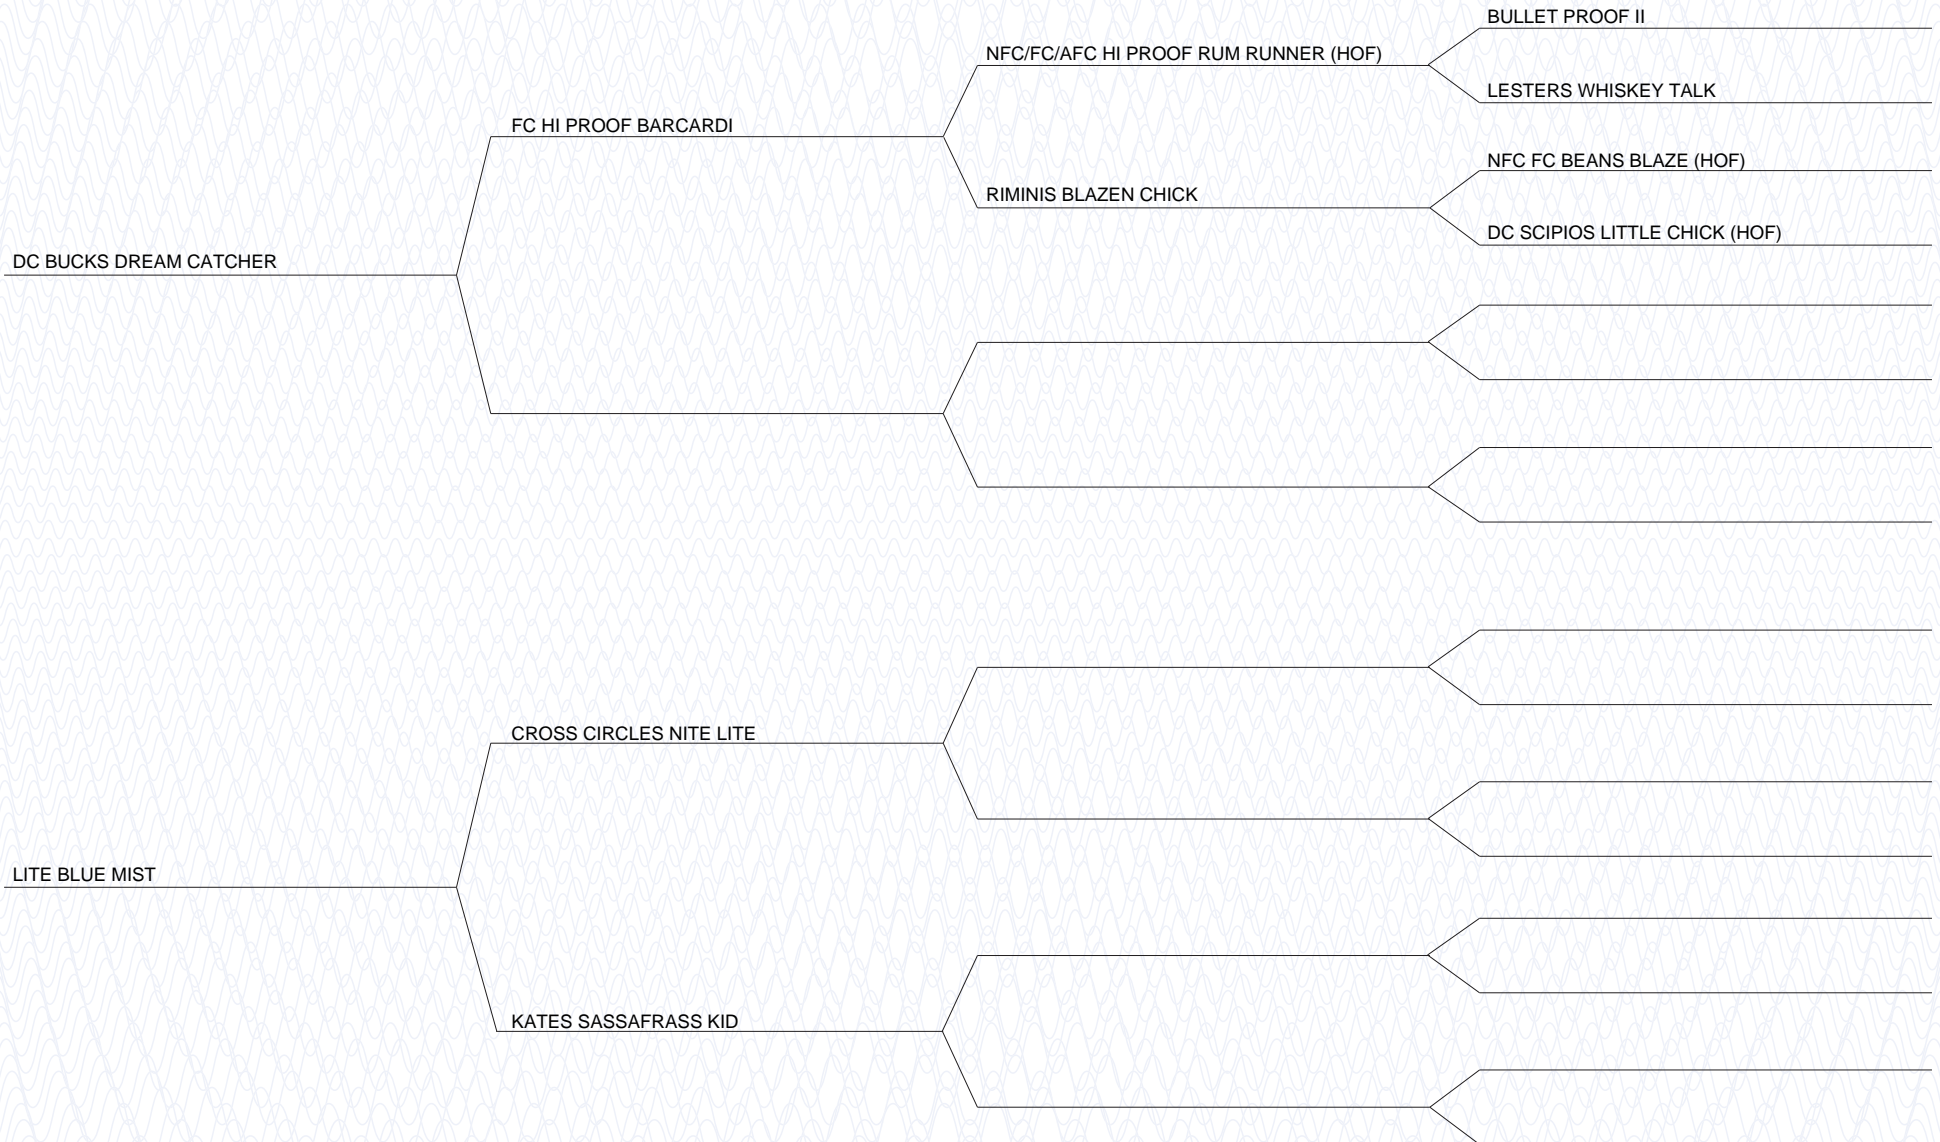 BULLET PROOF II
NFC/FC/AFC HI PROOF RUM RUNNER (HOF)
LESTERS WHISKEY TALK
FC HI PROOF BARCARDI
NFC FC BEANS BLAZE (HOF)
RIMINIS BLAZEN CHICK
DC SCIPIOS LITTLE CHICK (HOF)
DC BUCKS DREAM CATCHER
CROSS CIRCLES NITE LITE
LITE BLUE MIST
KATES SASSAFRASS KID